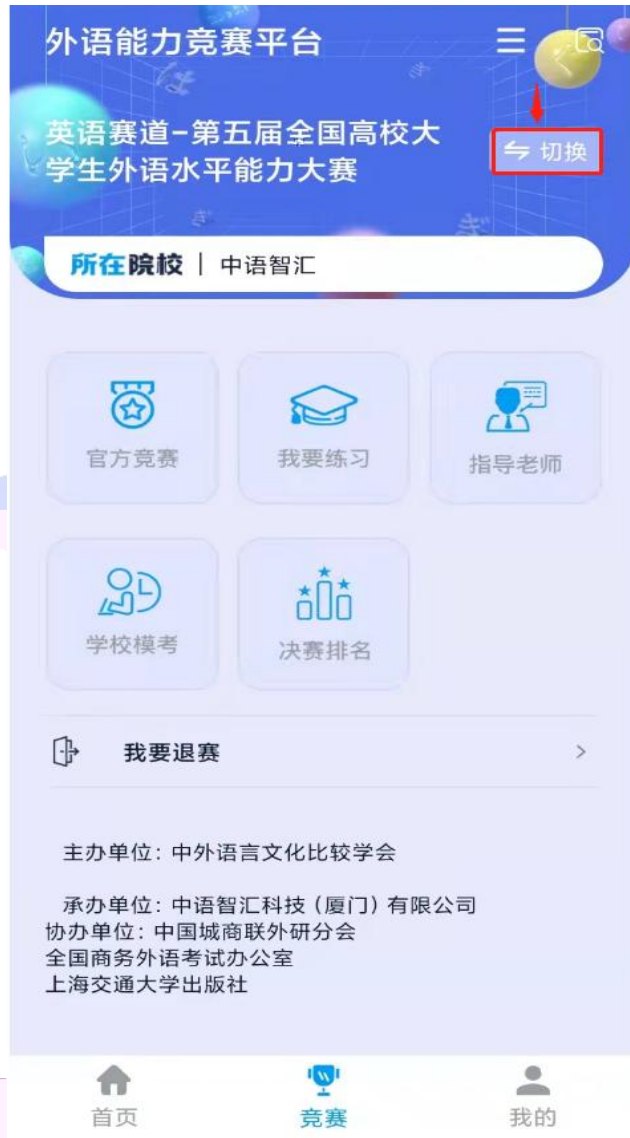 外语能力竞赛平台
英语赛道-第五届全国高校大
学生外语水平能力大赛
切换
所在院校 | 中语智汇
官方竞赛
我要练习
指导老师
学校模考
决赛排名
我要退赛
主办单位：中外语言文化比较学会
承办单位：中语智汇科技（厦门）有限公司
协办单位：中国城商联外研分会
全国商务外语考试办公室
上海交通大学出版社
首页
竞赛
我的